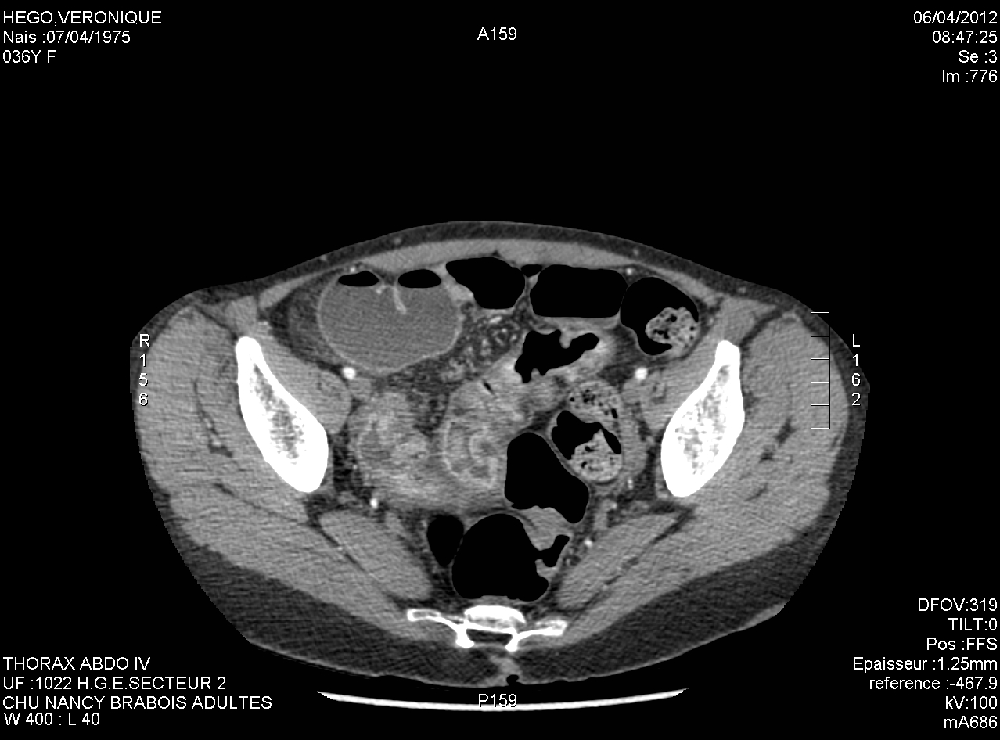 HEGO,VERONIQUE
Nais :07/04/1975
036Y F
A159
06/04/2012
08:47:25
Se :3
Im :776
R
1
5
6
L
1
6
2
THORAX ABDO IV
UF :1022 H.G.E.SECTEUR 2
CHU NANCY BRABOIS ADULTES
W 400 : L 40
P159
DFOV:319
TILT:0
Pos :FFS
Epaisseur :1.25mm
reference :-467.9
kV:100
mA686